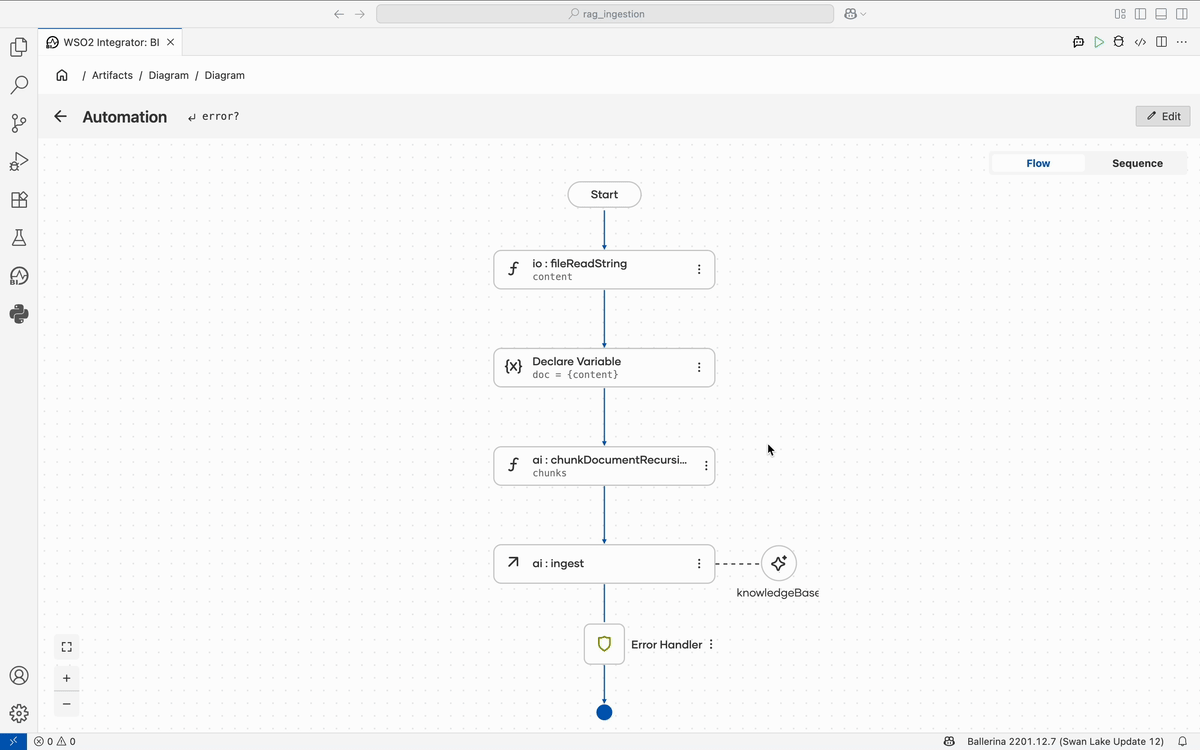 rag_ingestion
WSO2 Integrator: BI
/ Artifacts / Diagram / Diagram
Automation error?
Edit
Flow Sequence
Start
io : fileReadString
content
{x} Declare Variable
doc = {content}
ai : chunkDocumentRecursi...
chunks
ai : ingest
knowledgeBase
Error Handler
BI
0 0
Ballerina 2201.12.7 (Swan Lake Update 12)